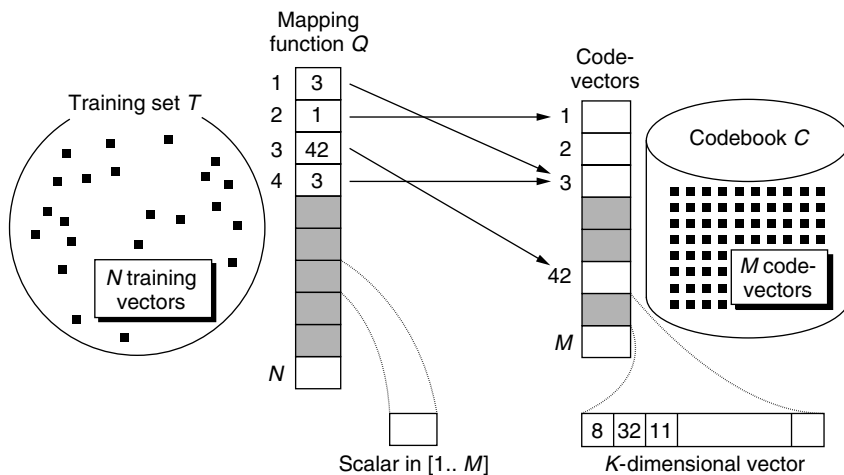 Mapping
function Q
Code-
vectors
Training set T
1 3
2 1
3 42
4 3
N
1
2
3
42
M
Codebook C
N training
vectors
M code-
vectors
8 32 11
Scalar in [1.. M]
K-dimensional vector